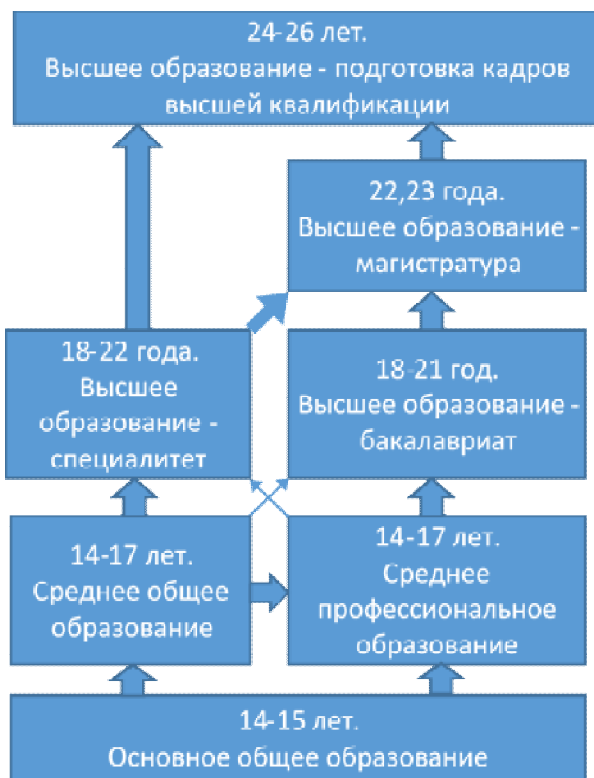 24-26 лет.
Высшее образование - подготовка кадров
высшей квалификации
22,23 года.
Высшее образование -
магистратура
18-22 года.
Высшее
образование -
специалитет
18-21 год.
Высшее образование -
бакалавриат
14-17 лет.
Среднее общее
образование
14-17 лет.
Среднее
профессиональное
образование
14-15 лет.
Основное общее образование